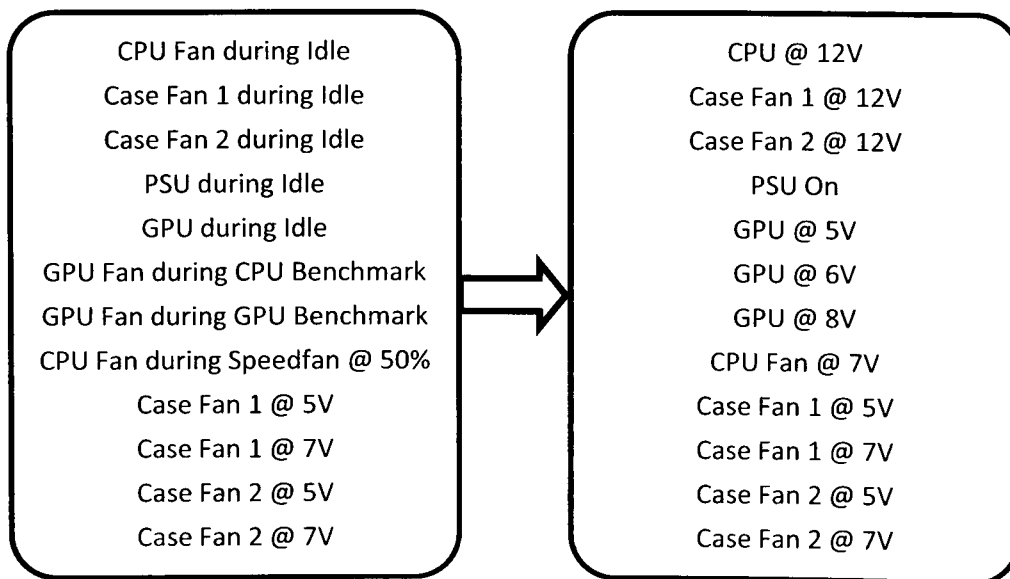 CPU Fan during Idle
Case Fan 1 during Idle
Case Fan 2 during Idle
PSU during Idle
GPU during Idle
GPU Fan during CPU Benchmark
GPU Fan during GPU Benchmark
CPU Fan during Speedfan @ 50%
Case Fan 1 @ 5V
Case Fan 1 @ 7V
Case Fan 2 @ 5V
Case Fan 2 @ 7V
CPU @ 12V
Case Fan 1 @ 12V
Case Fan 2 @ 12V
PSU On
GPU @ 5V
GPU @ 6V
GPU @ 8V
CPU Fan @ 7V
Case Fan 1 @ 5V
Case Fan 1 @ 7V
Case Fan 2 @ 5V
Case Fan 2 @ 7V